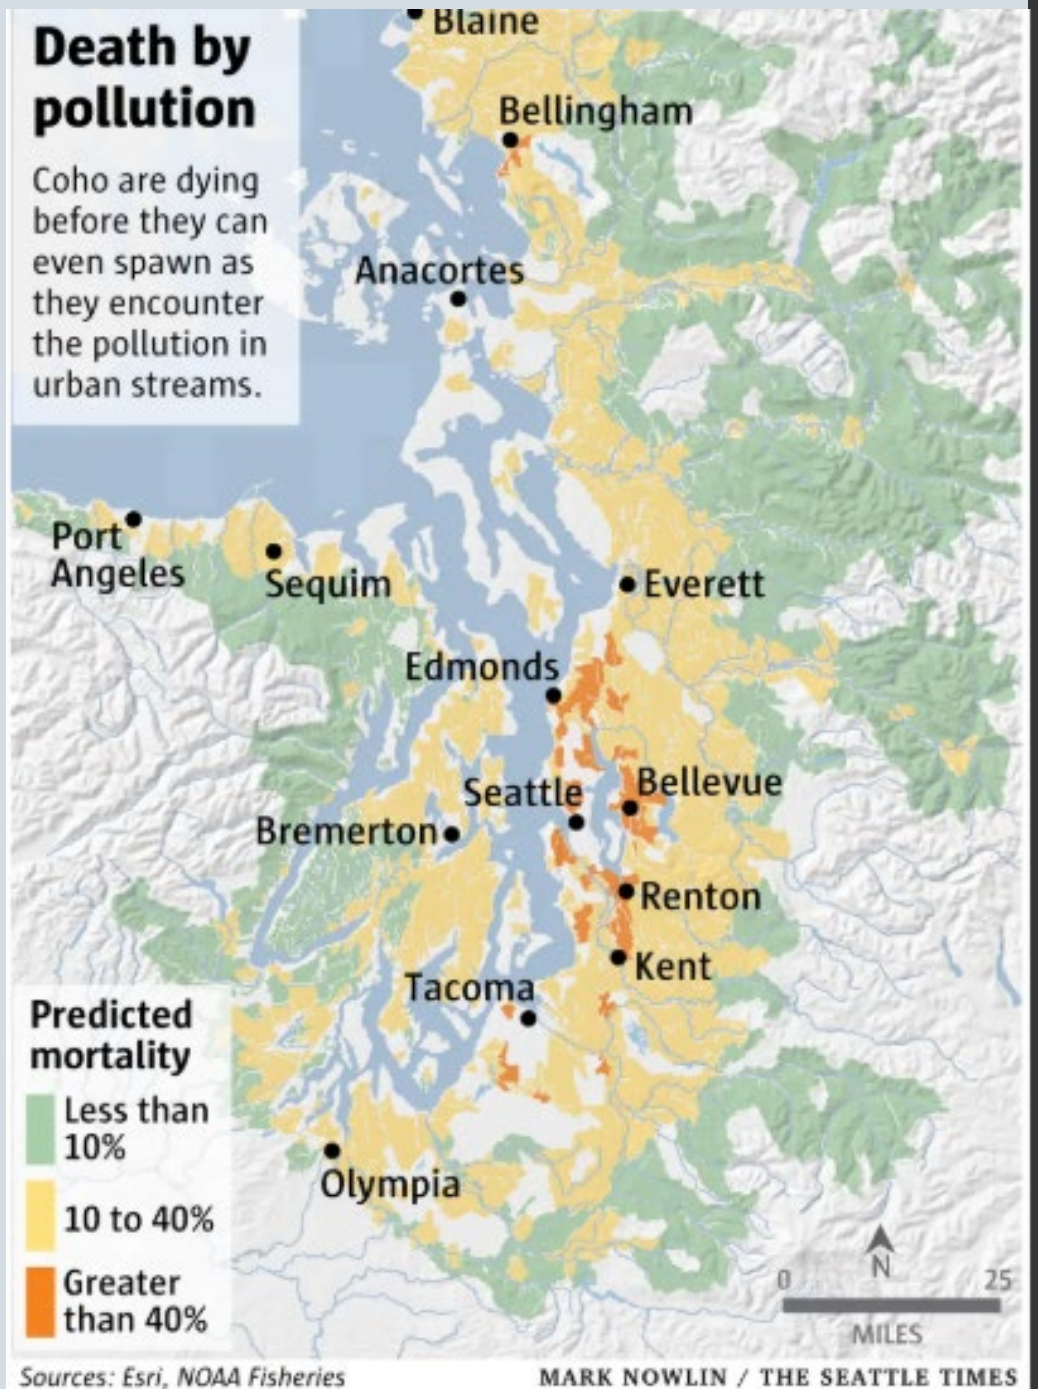 Death by
pollution
Coho are dying
before they can
even spawn as
they encounter
the pollution in
urban streams.
Blaine
Bellingham
Anacortes
Port
Angeles
Sequim
Everett
Edmonds
Seattle
Bellevue
Bremerton
Renton
Kent
Tacoma
Olympia
Predicted
mortality
Less than
10%
10 to 40%
Greater
than 40%
N
0 25
MILES
Sources: Esri, NOAA Fisheries
MARK NOWLIN / THE SEATTLE TIMES